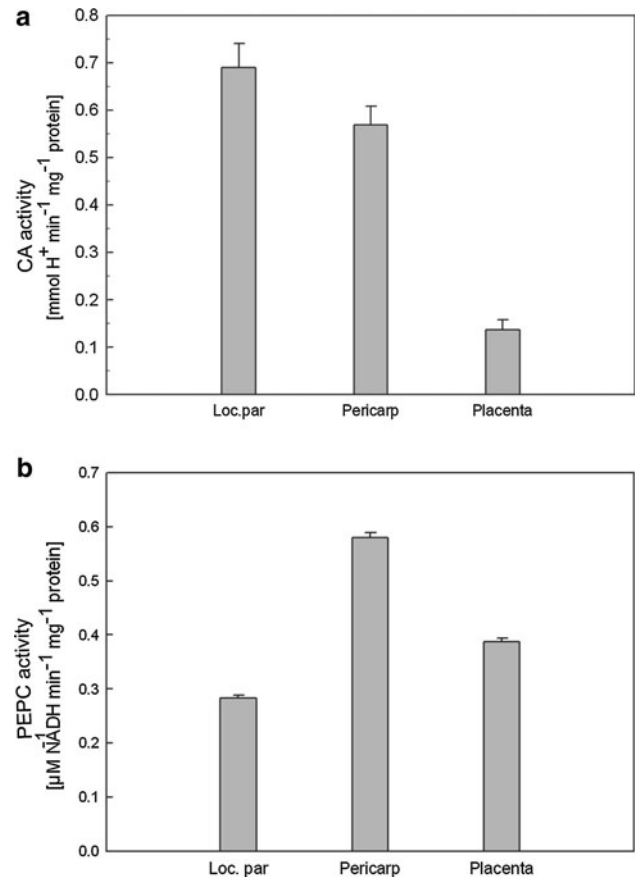 a
CA activity
[mmol H⁺ min⁻¹ mg⁻¹ protein]
0.8
0.7
0.6
0.5
0.4
0.3
0.2
0.1
0.0
Loc.par Pericarp Placenta
b
PEPC activity
[µM⁻¹ NADH min⁻¹ mg⁻¹ protein]
0.7
0.6
0.5
0.4
0.3
0.2
0.1
0.0
Loc. par Pericarp Placenta